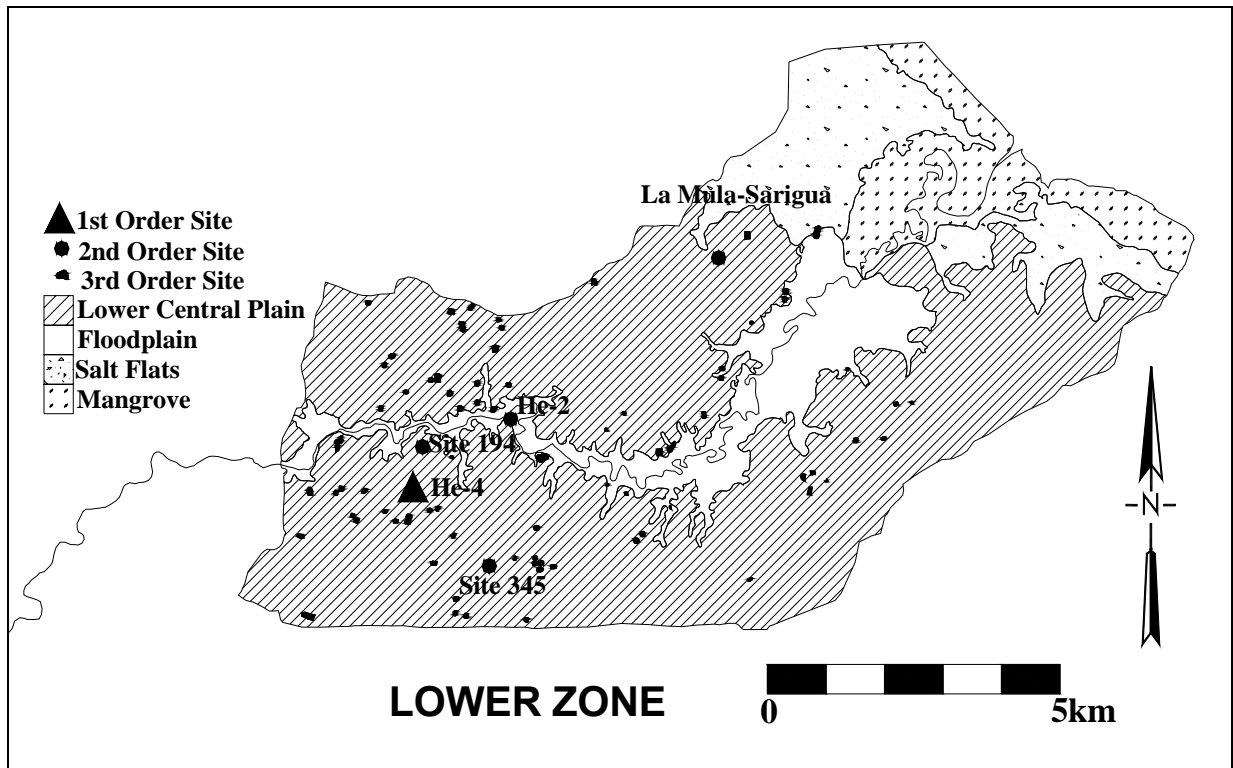 La Mula-Sarigua
1st Order Site
2nd Order Site
3rd Order Site
Lower Central Plain
Floodplain
Salt Flats
Mangrove
He-2
Site 194
He-4
Site 345
N
LOWER ZONE
0
5km